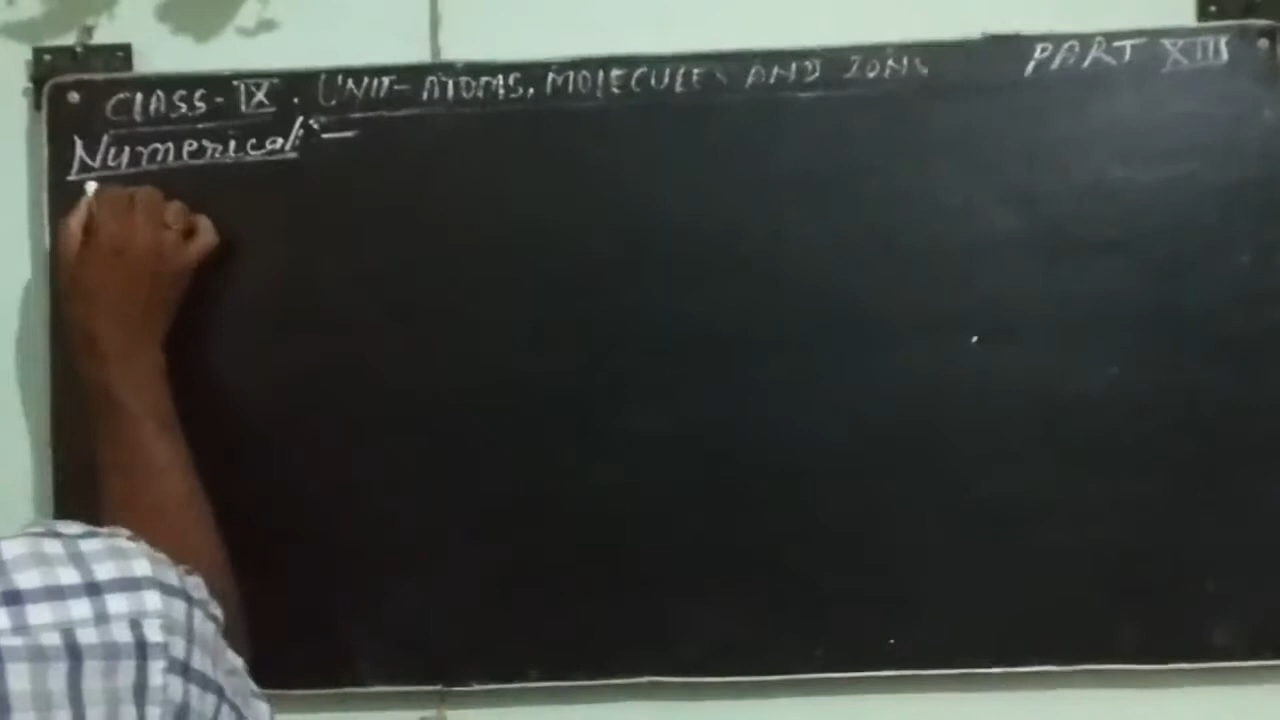 CLASS-IX. UNIT-ATOMS, MOLECULES AND IONS PART XIII
Numerical:-